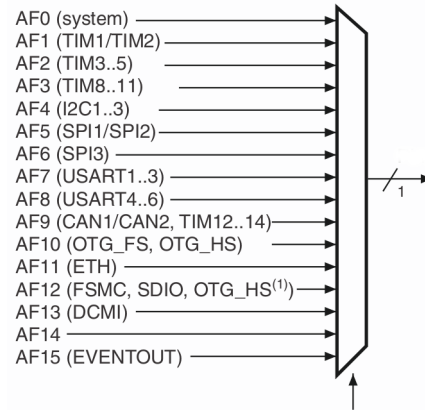 AF0 (system)
AF1 (TIM1/TIM2)
AF2 (TIM3..5)
AF3 (TIM8..11)
AF4 (I2C1..3)
AF5 (SPI1/SPI2)
AF6 (SPI3)
AF7 (USART1..3)
AF8 (USART4..6)
AF9 (CAN1/CAN2, TIM12..14)
AF10 (OTG_FS, OTG_HS)
AF11 (ETH)
AF12 (FSMC, SDIO, OTG_HS(1))
AF13 (DCMI)
AF14
AF15 (EVENTOUT)
1